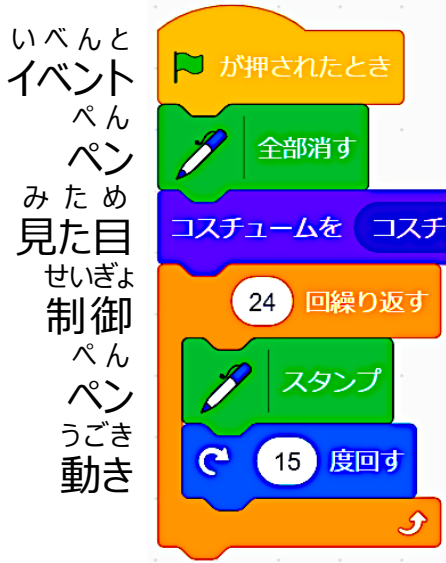 いべんと
イベント
が押されたとき
ぺん
ペン
全部消す
みため
見た目
コスチュームを コスチ
せいぎょ
制御
24 回繰り返す
ぺん
ペン
スタンプ
うごき
動き
15 度回す